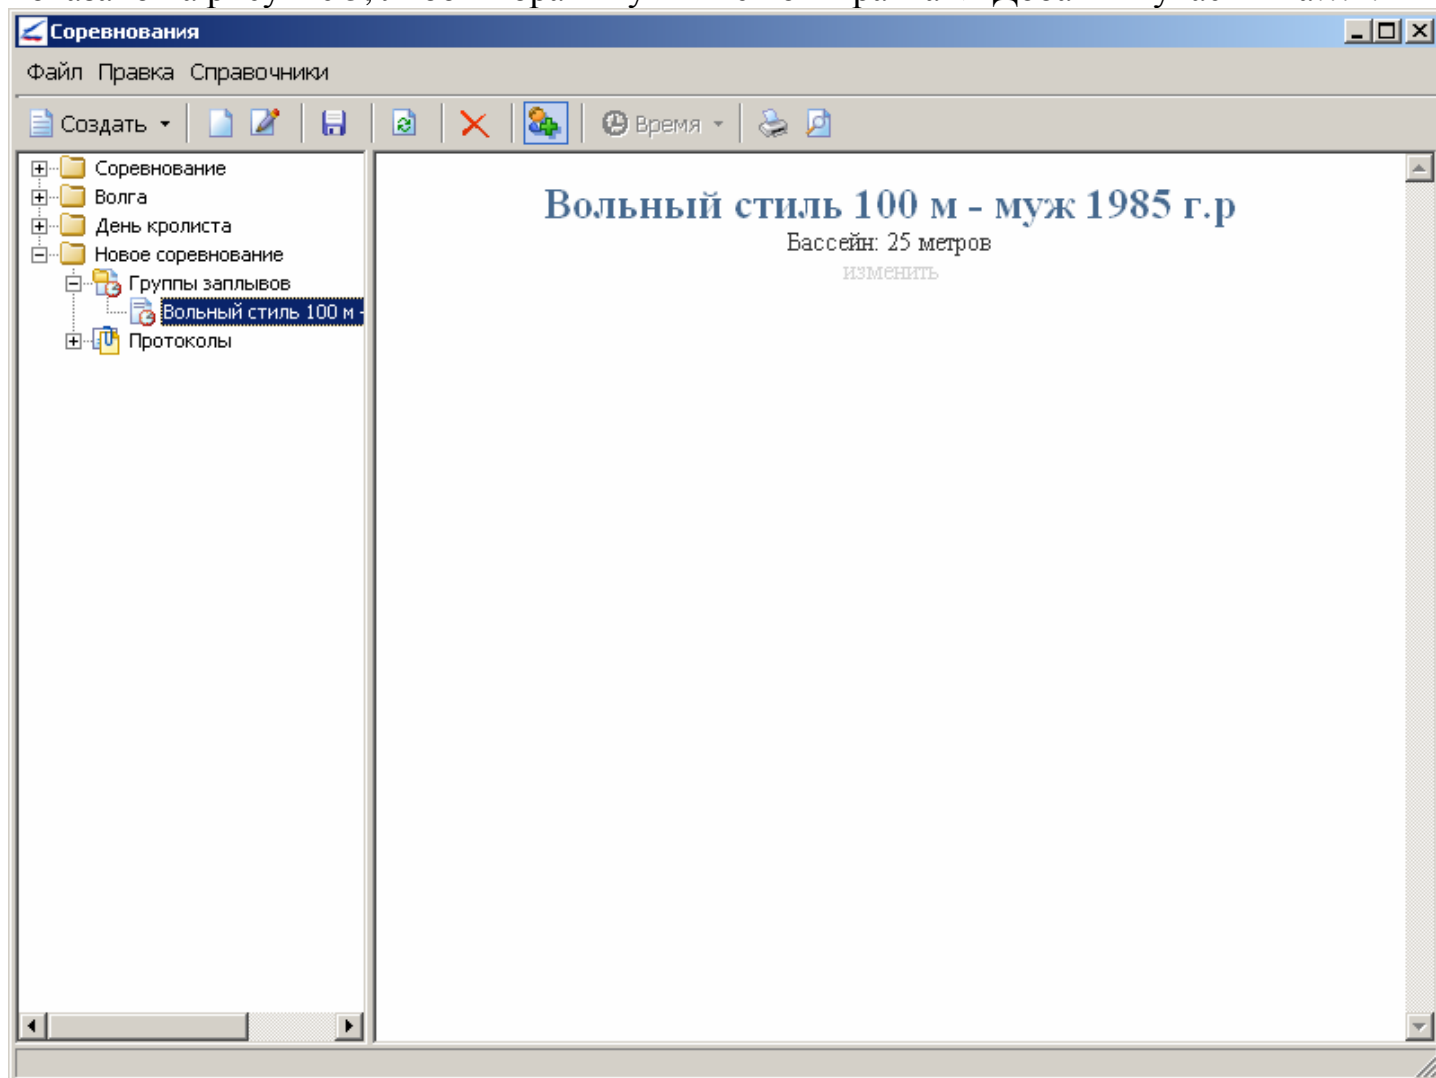 Соревнования
Файл Правка Справочники
Создать Время
Соревнование
Волга
День кролиста
Новое соревнование
Группы заплывов
Вольный стиль 100 м -
Протоколы
Вольный стиль 100 м - муж 1985 г.р
Бассейн: 25 метров
изменить